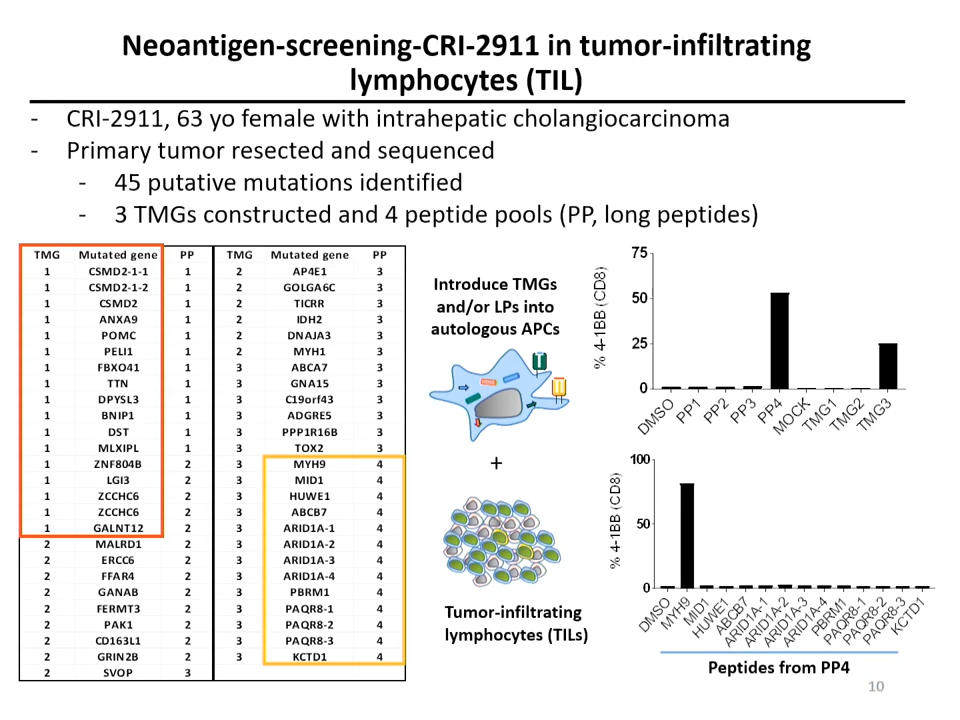 Neoantigen-screening-CRI-2911 in tumor-infiltrating
lymphocytes (TIL)
- CRI-2911, 63 yo female with intrahepatic cholangiocarcinoma
- Primary tumor resected and sequenced
- 45 putative mutations identified
- 3 TMGs constructed and 4 peptide pools (PP, long peptides)
TMG Mutated gene PP TMG Mutated gene PP
1 CSMD2-1-1 1 2 AP4E1 3
1 CSMD2-1-2 1 2 GOLGA6C 3
1 CSMD2 1 2 TICRR 3
1 ANXA9 1 2 IDH2 3
1 POMC 1 2 DNAJA3 3
1 PELI1 1 2 MYH1 3
1 FBXO41 1 3 ABCA7 3
1 TTN 1 3 GNA15 3
1 DPYSL3 1 3 C19orf43 3
1 BNIP1 1 3 ADGRE5 3
1 DST 1 3 PPP1R16B 3
1 MLXIPL 1 3 TOX2 3
1 ZNF804B 2 3 MYH9 4
1 LGI3 2 3 MID1 4
1 ZCCHC6 2 3 HUWE1 4
1 ZCCHC6 2 3 ABCB7 4
1 GALNT12 2 3 ARID1A-1 4
2 MALRD1 2 3 ARID1A-2 4
2 ERCC6 2 3 ARID1A-3 4
2 FFAR4 2 3 ARID1A-4 4
2 GANAB 2 3 PBRM1 4
2 FERMT3 2 3 PAQR8-1 4
2 PAK1 2 3 PAQR8-2 4
2 CD163L1 2 3 PAQR8-3 4
2 GRIN2B 2 3 KCTD1 4
2 SVOP 3
Introduce TMGs
and/or LPs into
autologous APCs
T
T
+
Tumor-infiltrating
lymphocytes (TILs)
% 4-1BB (CD8)
75
50
25
0
DMSO PP1 PP2 PP3 PP4 MOCK TMG1 TMG2 TMG3
% 4-1BB (CD8)
100
50
0
DMSO MYH9 MID1 HUWE1 ABCB7 ARID1A-1 ARID1A-2 ARID1A-3 ARID1A-4 PBRM1 PAQR8-1 PAQR8-2 PAQR8-3 KCTD1
Peptides from PP4
10